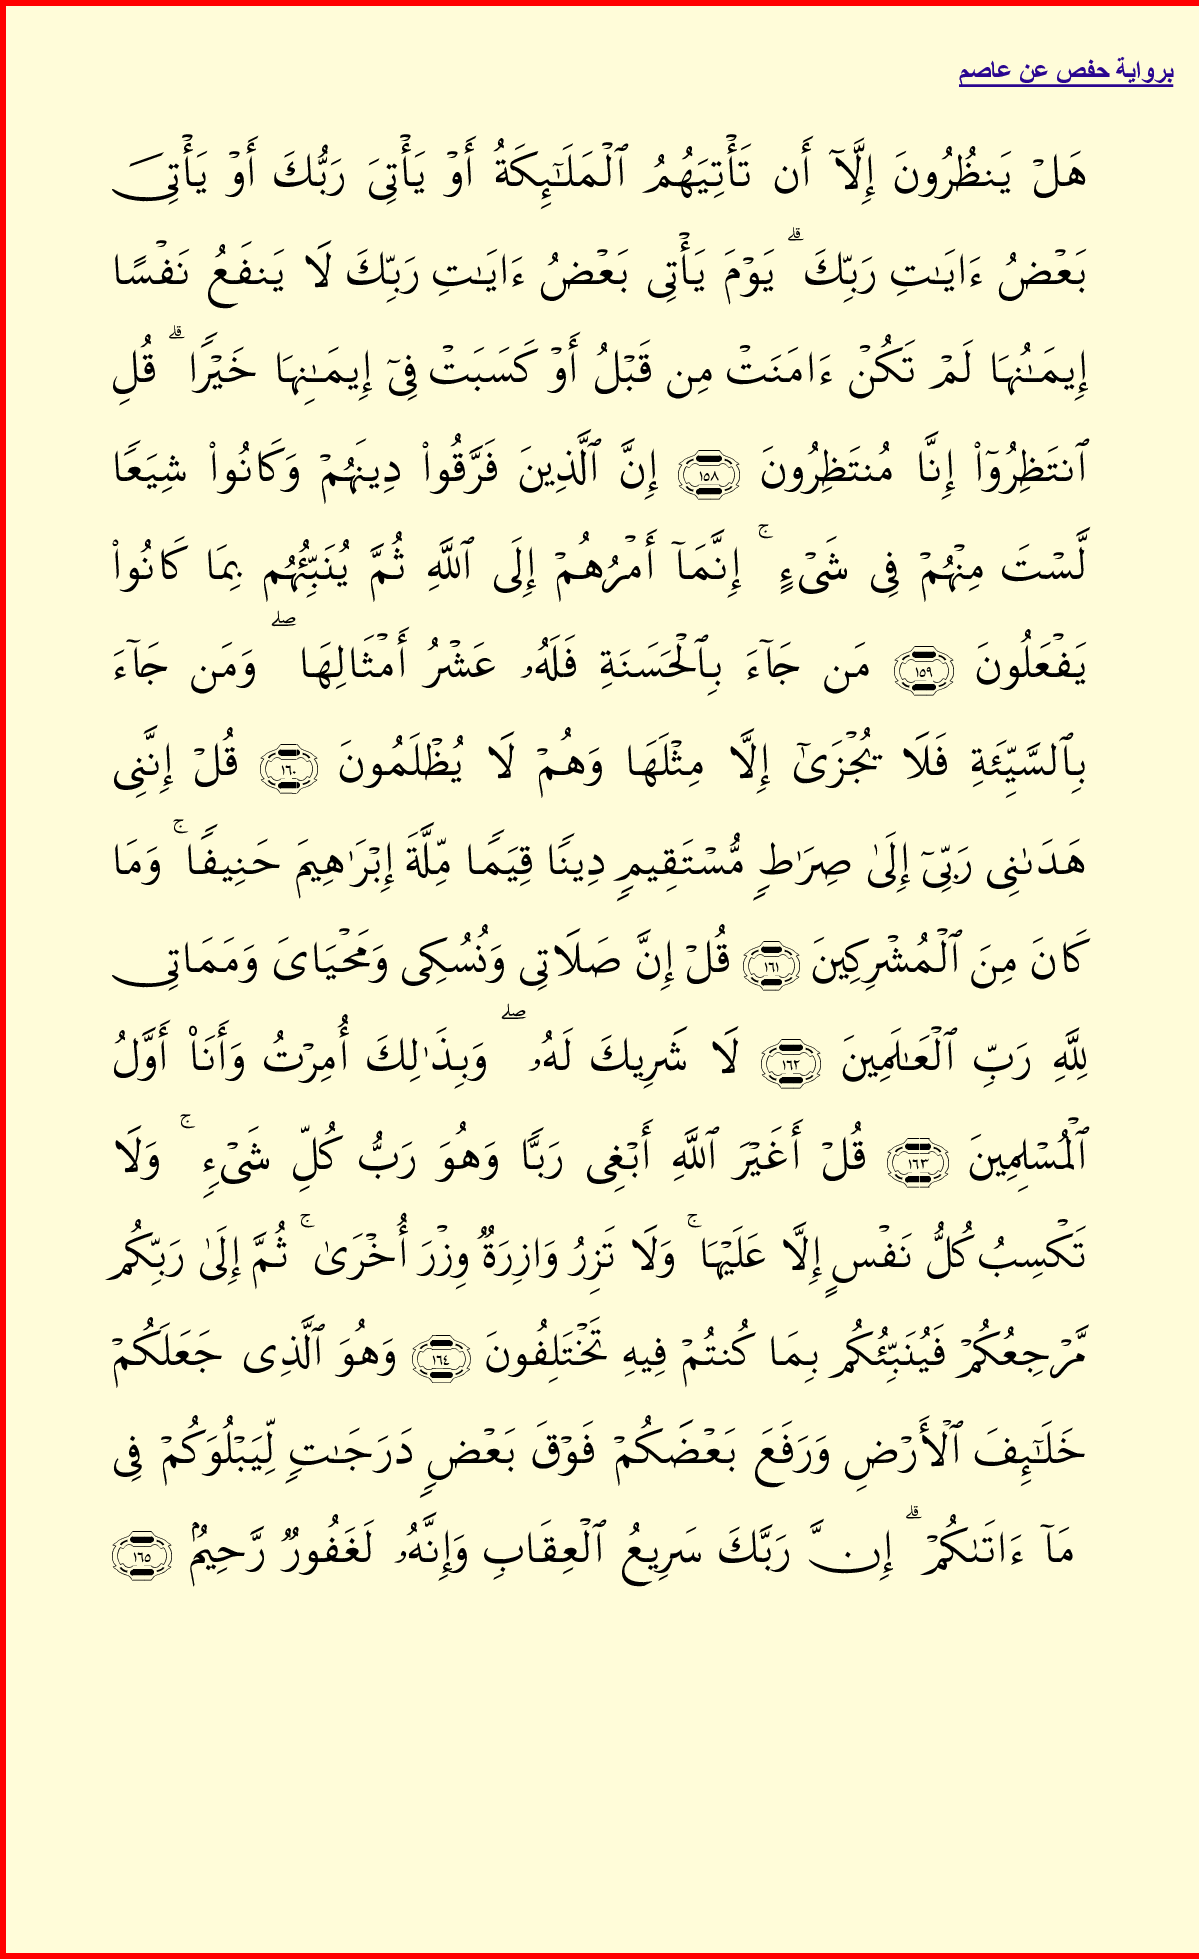 برواية حفص عن عاصم
هَلْ يَنظُرُونَ إِلَّآ أَن تَأْتِيَهُمُ ٱلْمَلَـٰٓئِكَةُ أَوْ يَأْتِىَ رَبُّكَ أَوْ يَأْتِىَ
بَعْضُ ءَايَـٰتِ رَبِّكَ ۗ يَوْمَ يَأْتِى بَعْضُ ءَايَـٰتِ رَبِّكَ لَا يَنفَعُ نَفْسًا
إِيمَـٰنُهَا لَمْ تَكُنْ ءَامَنَتْ مِن قَبْلُ أَوْ كَسَبَتْ فِىٓ إِيمَـٰنِهَا خَيْرًا ۗ قُلِ
ٱنتَظِرُوٓا۟ إِنَّا مُنتَظِرُونَ ١٥٨ إِنَّ ٱلَّذِينَ فَرَّقُوا۟ دِينَهُمْ وَكَانُوا۟ شِيَعًا
لَّسْتَ مِنْهُمْ فِى شَىْءٍ ۚ إِنَّمَآ أَمْرُهُمْ إِلَى ٱللَّهِ ثُمَّ يُنَبِّئُهُم بِمَا كَانُوا۟
يَفْعَلُونَ ١٥٩ مَن جَآءَ بِٱلْحَسَنَةِ فَلَهُۥ عَشْرُ أَمْثَالِهَا ۖ وَمَن جَآءَ
بِٱلسَّيِّئَةِ فَلَا يُجْزَىٰٓ إِلَّا مِثْلَهَا وَهُمْ لَا يُظْلَمُونَ ١٦٠ قُلْ إِنَّنِى
هَدَىٰنِى رَبِّىٓ إِلَىٰ صِرَٰطٍ مُّسْتَقِيمٍ دِينًا قِيَمًا مِّلَّةَ إِبْرَٰهِيمَ حَنِيفًا ۚ وَمَا
كَانَ مِنَ ٱلْمُشْرِكِينَ ١٦١ قُلْ إِنَّ صَلَاتِى وَنُسُكِى وَمَحْيَاىَ وَمَمَاتِى
لِلَّهِ رَبِّ ٱلْعَـٰلَمِينَ ١٦٢ لَا شَرِيكَ لَهُۥ ۖ وَبِذَٰلِكَ أُمِرْتُ وَأَنَا۠ أَوَّلُ
ٱلْمُسْلِمِينَ ١٦٣ قُلْ أَغَيْرَ ٱللَّهِ أَبْغِى رَبًّا وَهُوَ رَبُّ كُلِّ شَىْءٍ ۚ وَلَا
تَكْسِبُ كُلُّ نَفْسٍ إِلَّا عَلَيْهَا ۚ وَلَا تَزِرُ وَازِرَةٌ وِزْرَ أُخْرَىٰ ۚ ثُمَّ إِلَىٰ رَبِّكُم
مَّرْجِعُكُمْ فَيُنَبِّئُكُم بِمَا كُنتُمْ فِيهِ تَخْتَلِفُونَ ١٦٤ وَهُوَ ٱلَّذِى جَعَلَكُمْ
خَلَـٰٓئِفَ ٱلْأَرْضِ وَرَفَعَ بَعْضَكُمْ فَوْقَ بَعْضٍ دَرَجَـٰتٍ لِّيَبْلُوَكُمْ فِى
مَآ ءَاتَىٰكُمْ ۗ إِنَّ رَبَّكَ سَرِيعُ ٱلْعِقَابِ وَإِنَّهُۥ لَغَفُورٌ رَّحِيمٌۢ ١٦٥